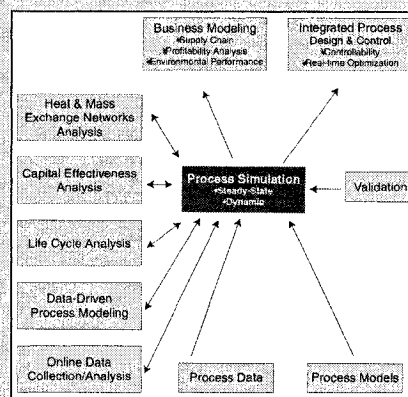 Business Modeling
•Supply Chain
•Profitability Analysis
•Environmental Performance
Integrated Process
Design & Control
•Controllability
•Real-time Optimization
Heat & Mass
Exchange Networks
Analysis
Capital Effectiveness
Analysis
Life Cycle Analysis
Data-Driven
Process Modeling
Online Data
Collection/Analysis
Process Simulation
•Steady-State
•Dynamic
Validation
Process Data
Process Models